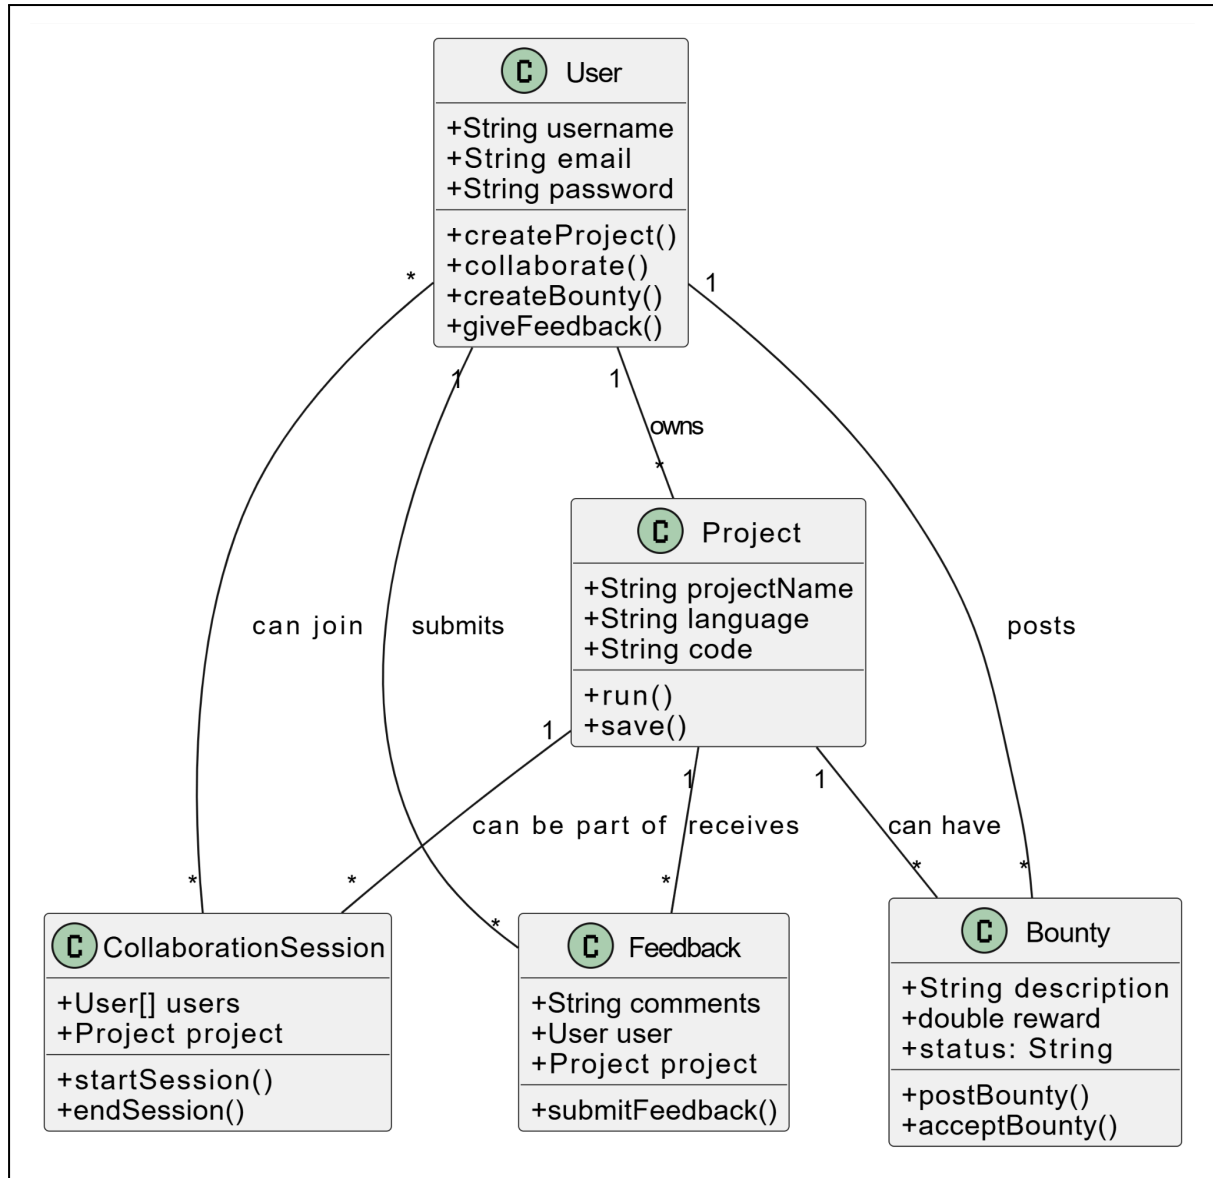 C User
+String username
+String email
+String password
+createProject()
+collaborate()
+createBounty()
+giveFeedback()
*
1
1
1
owns
*
C Project
+String projectName
+String language
+String code
+run()
+save()
can join
submits
posts
1
1
1
can be part of
receives
can have
*
*
*
*
*
*
C CollaborationSession
+User[] users
+Project project
+startSession()
+endSession()
C Feedback
+String comments
+User user
+Project project
+submitFeedback()
C Bounty
+String description
+double reward
+status: String
+postBounty()
+acceptBounty()